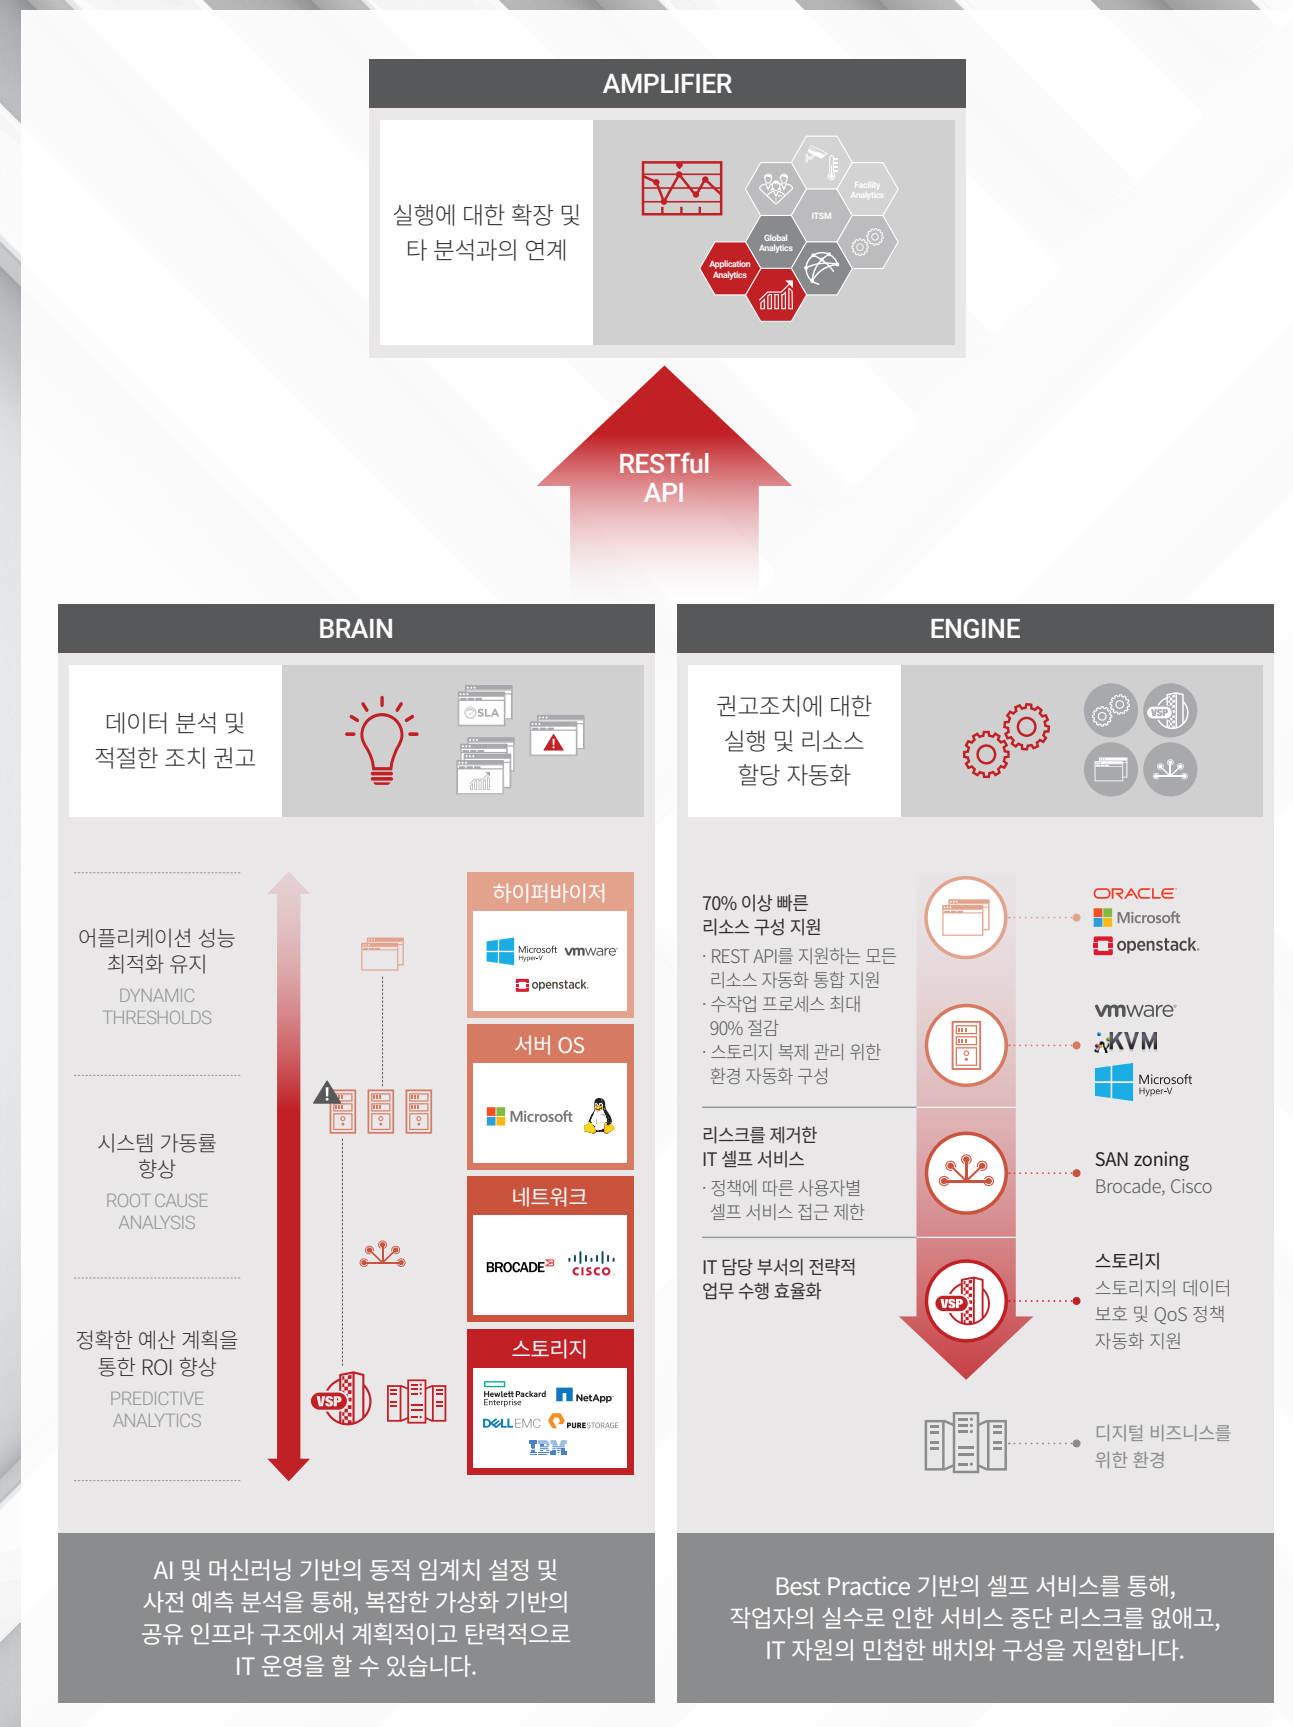 AMPLIFIER
실행에 대한 확장 및
타 분석과의 연계
Facility
Analytics
ITSM
Global
Analytics
Application
Analytics
RESTful
API
BRAIN
데이터 분석 및
적절한 조치 권고
SLA
어플리케이션 성능
최적화 유지
DYNAMIC
THRESHOLDS
시스템 가동률
향상
ROOT CAUSE
ANALYSIS
정확한 예산 계획을
통한 ROI 향상
PREDICTIVE
ANALYTICS
VSP
하이퍼바이저
Microsoft
Hyper-V
vmware
openstack.
서버 OS
Microsoft
네트워크
BROCADE
CISCO
스토리지
Hewlett Packard
Enterprise
NetApp
DELL EMC
PURESTORAGE
IBM
AI 및 머신러닝 기반의 동적 임계치 설정 및
사전 예측 분석을 통해, 복잡한 가상화 기반의
공유 인프라 구조에서 계획적이고 탄력적으로
IT 운영을 할 수 있습니다.
ENGINE
권고조치에 대한
실행 및 리소스
할당 자동화
VSP
70% 이상 빠른
리소스 구성 지원
· REST API를 지원하는 모든
리소스 자동화 통합 지원
· 수작업 프로세스 최대
90% 절감
· 스토리지 복제 관리 위한
환경 자동화 구성
리스크를 제거한
IT 셀프 서비스
· 정책에 따른 사용자별
셀프 서비스 접근 제한
IT 담당 부서의 전략적
업무 수행 효율화
VSP
ORACLE
Microsoft
openstack.
vmware
KVM
Microsoft
Hyper-V
SAN zoning
Brocade, Cisco
스토리지
스토리지의 데이터
보호 및 QoS 정책
자동화 지원
디지털 비즈니스를
위한 환경
Best Practice 기반의 셀프 서비스를 통해,
작업자의 실수로 인한 서비스 중단 리스크를 없애고,
IT 자원의 민첩한 배치와 구성을 지원합니다.